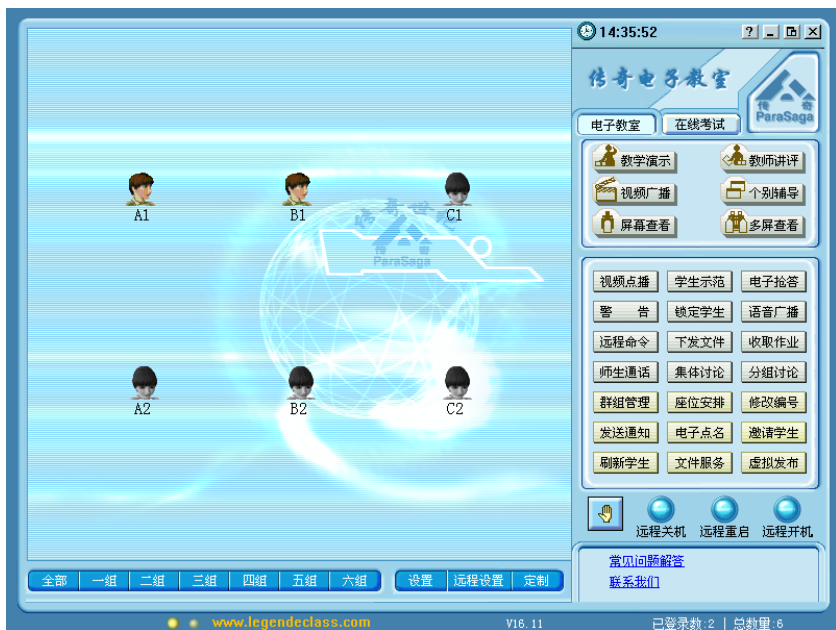 14:35:52
传奇电子教室
传奇
ParaSaga
电子教室 在线考试
教学演示 教师讲评
视频广播 个别辅导
屏幕查看 多屏查看
A1 B1 C1
传奇世纪
传奇
ParaSaga
A2 B2 C2
视频点播 学生示范 电子抢答
警 告 锁定学生 语音广播
远程命令 下发文件 收取作业
师生通话 集体讨论 分组讨论
群组管理 座位安排 修改编号
发送通知 电子点名 邀请学生
刷新学生 文件服务 虚拟发布
远程关机 远程重启 远程开机
常见问题解答
联系我们
全部 一组 二组 三组 四组 五组 六组 设置 远程设置 定制
www.legendeclass.com V16.11 已登录数:2 | 总数量:6